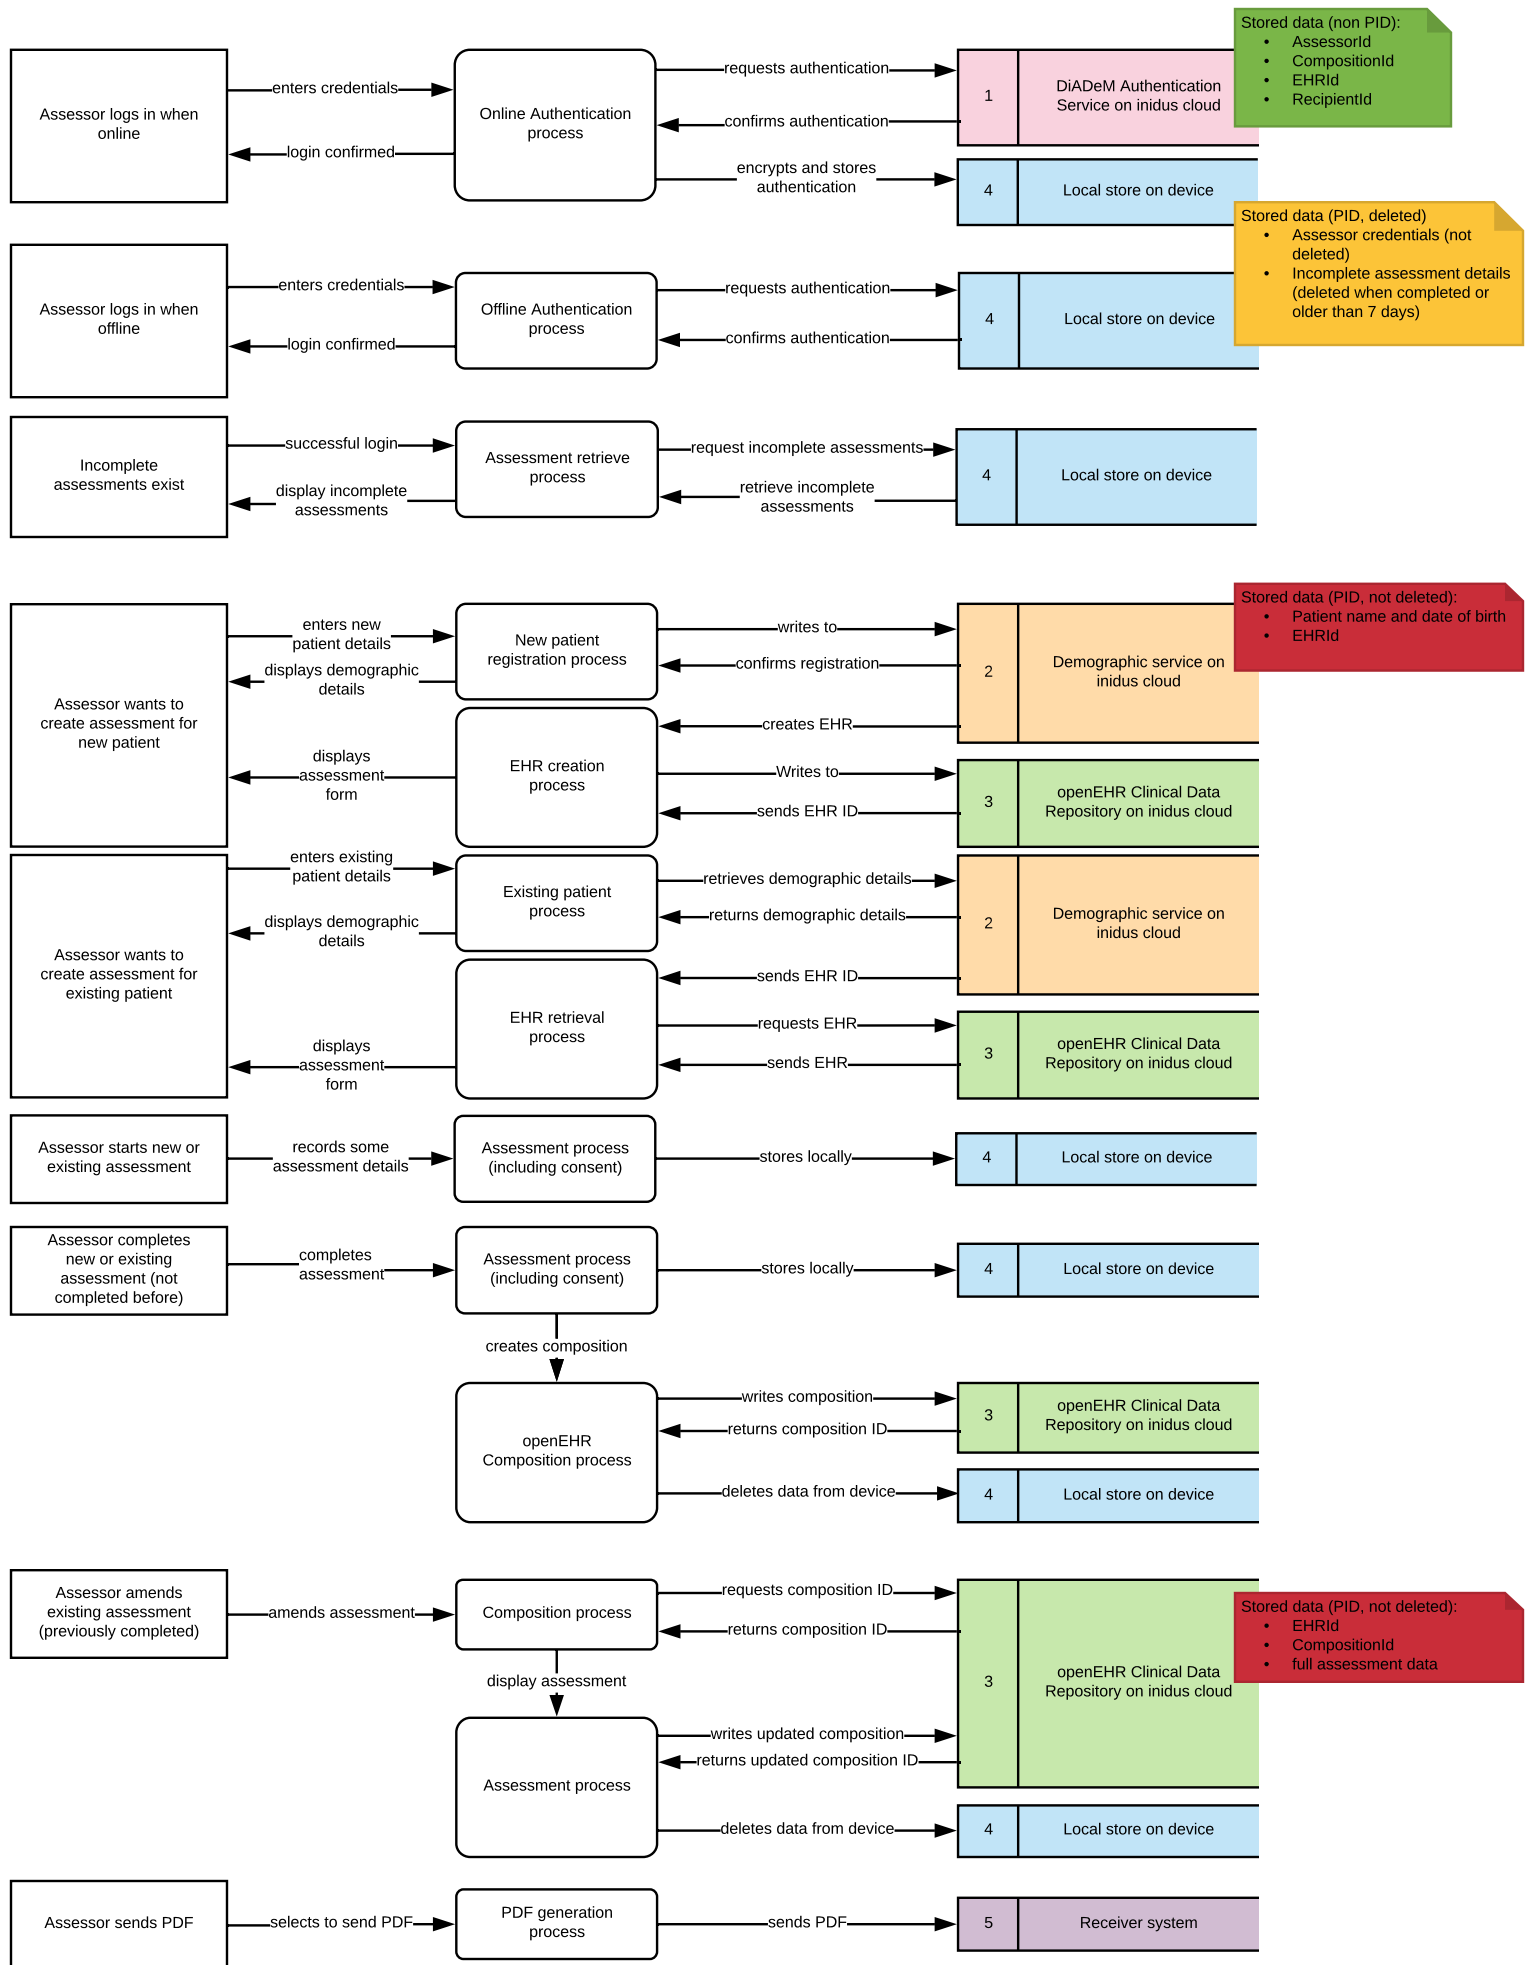 Stored data (non PID):
• AssessorId
• CompositionId
• EHRId
• RecipientId
Assessor logs in when
online
enters credentials
login confirmed
Online Authentication
process
requests authentication
confirms authentication
encrypts and stores
authentication
1
DiADeM Authentication
Service on inidus cloud
4
Local store on device
Stored data (PID, deleted)
• Assessor credentials (not
deleted)
• Incomplete assessment details
(deleted when completed or
older than 7 days)
Assessor logs in when
offline
enters credentials
login confirmed
Offline Authentication
process
requests authentication
confirms authentication
4
Local store on device
Incomplete
assessments exist
successful login
display incomplete
assessments
Assessment retrieve
process
request incomplete assessments
retrieve incomplete
assessments
4
Local store on device
Stored data (PID, not deleted):
• Patient name and date of birth
• EHRId
Assessor wants to
create assessment for
new patient
enters new
patient details
displays demographic
details
displays
assessment
form
New patient
registration process
writes to
confirms registration
2
Demographic service on
inidus cloud
EHR creation
process
creates EHR
Writes to
sends EHR ID
3
openEHR Clinical Data
Repository on inidus cloud
Assessor wants to
create assessment for
existing patient
enters existing
patient details
displays demographic
details
displays
assessment
form
Existing patient
process
retrieves demographic details
returns demographic details
2
Demographic service on
inidus cloud
EHR retrieval
process
sends EHR ID
requests EHR
sends EHR
3
openEHR Clinical Data
Repository on inidus cloud
Assessor starts new or
existing assessment
records some
assessment details
Assessment process
(including consent)
stores locally
4
Local store on device
Assessor completes
new or existing
assessment (not
completed before)
completes
assessment
Assessment process
(including consent)
stores locally
4
Local store on device
creates composition
openEHR
Composition process
writes composition
returns composition ID
3
openEHR Clinical Data
Repository on inidus cloud
deletes data from device
4
Local store on device
Assessor amends
existing assessment
(previously completed)
amends assessment
Composition process
requests composition ID
returns composition ID
display assessment
3
openEHR Clinical Data
Repository on inidus cloud
Stored data (PID, not deleted):
• EHRId
• CompositionId
• full assessment data
Assessment process
writes updated composition
returns updated composition ID
deletes data from device
4
Local store on device
Assessor sends PDF
selects to send PDF
PDF generation
process
sends PDF
5
Receiver system